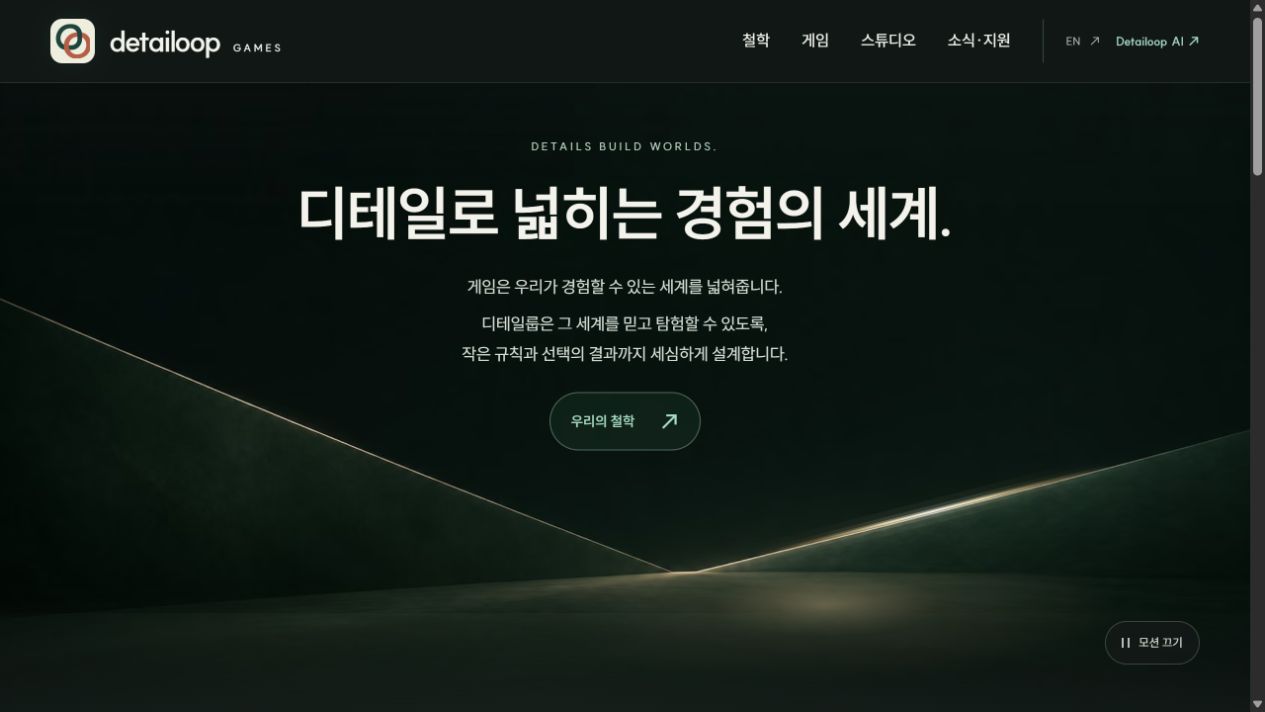 detailoop GAMES
철학 게임 스튜디오 소식·지원 EN ↗ Detailoop AI ↗
DETAILS BUILD WORLDS.
디테일로 넓히는 경험의 세계.
게임은 우리가 경험할 수 있는 세계를 넓혀줍니다.
디테일룹은 그 세계를 믿고 탐험할 수 있도록,
작은 규칙과 선택의 결과까지 세심하게 설계합니다.
우리의 철학 ↗
모션 끄기